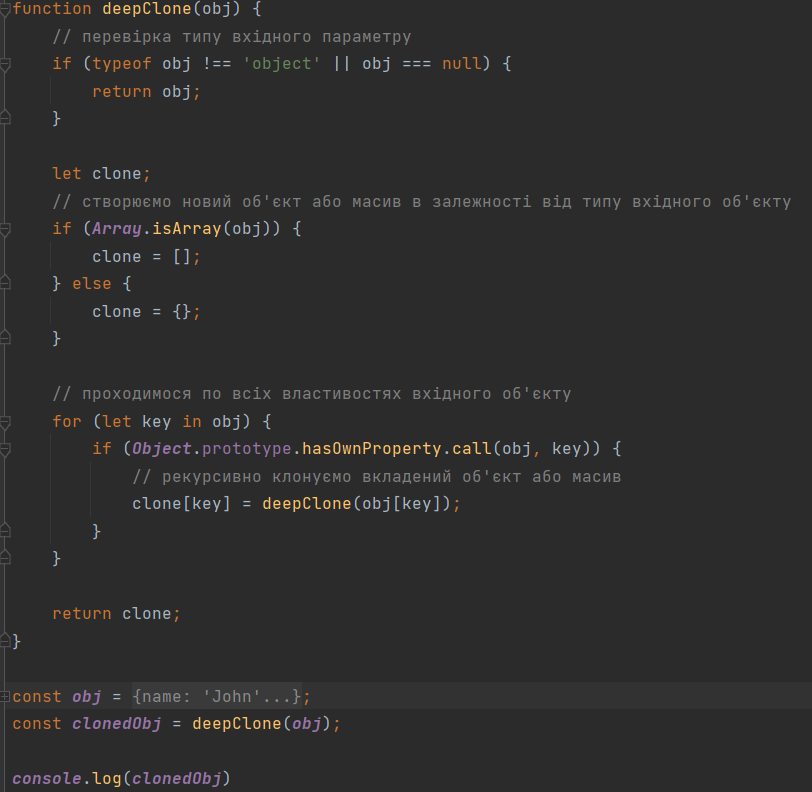 function deepClone(obj) {
    // перевірка типу вхідного параметру
    if (typeof obj !== 'object' || obj === null) {
        return obj;
    }

    let clone;
    // створюємо новий об'єкт або масив в залежності від типу вхідного об'єкту
    if (Array.isArray(obj)) {
        clone = [];
    } else {
        clone = {};
    }

    // проходимося по всіх властивостях вхідного об'єкту
    for (let key in obj) {
        if (Object.prototype.hasOwnProperty.call(obj, key)) {
            // рекурсивно клонуємо вкладений об'єкт або масив
            clone[key] = deepClone(obj[key]);
        }
    }

    return clone;
}

const obj = {name: 'John'...};
const clonedObj = deepClone(obj);

console.log(clonedObj)